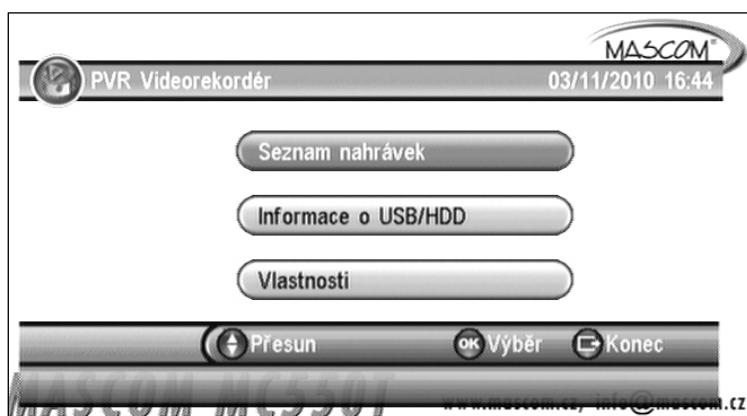 MASCOM
PVR Videorekordér 03/11/2010 16:44
Seznam nahrávek
Informace o USB/HDD
Vlastnosti
Přesun OK Výběr Konec
MASCOM MC550T www.mascom.cz, info@mascom.cz